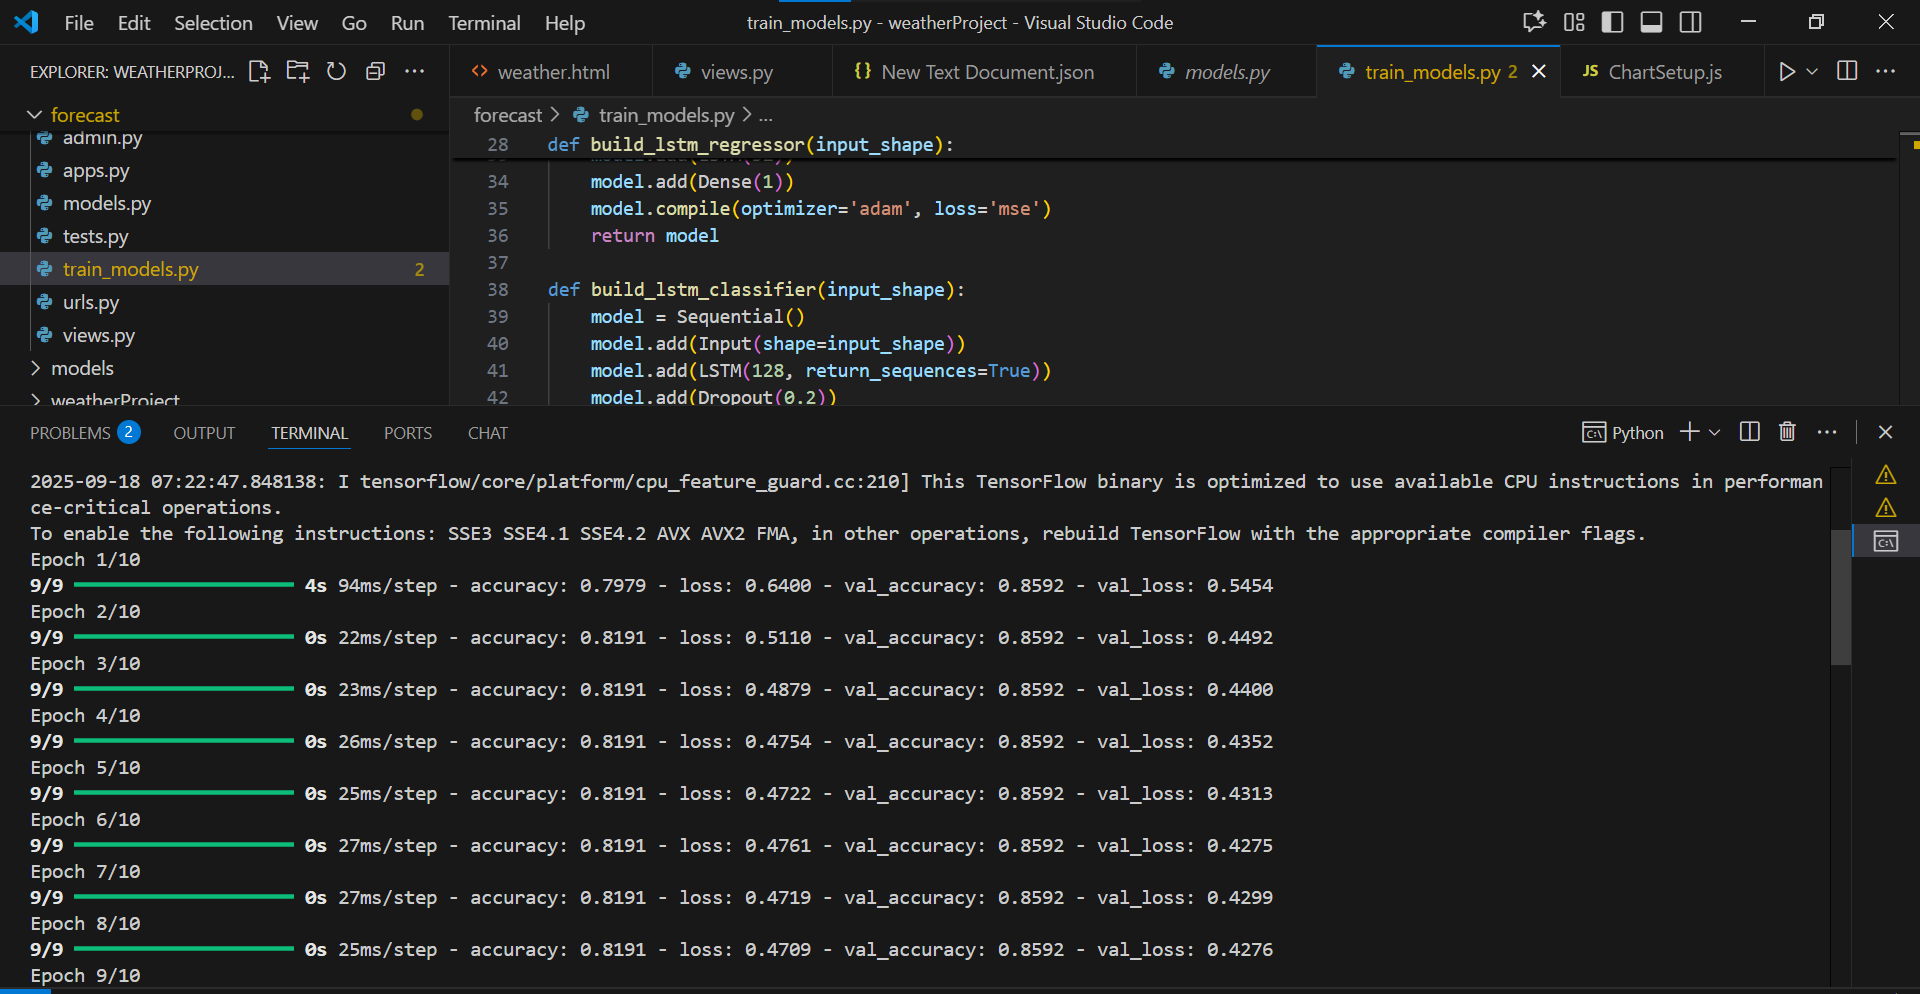 File Edit Selection View Go Run Terminal Help
train_models.py - weatherProject - Visual Studio Code
EXPLORER: WEATHERPROJ...
forecast
admin.py
apps.py
models.py
tests.py
train_models.py 2
urls.py
views.py
models
weatherProject
weather.html
views.py
{} New Text Document.json
models.py
train_models.py 2
JS ChartSetup.js
forecast > train_models.py > ...
28 def build_lstm_regressor(input_shape):
34 model.add(Dense(1))
35 model.compile(optimizer='adam', loss='mse')
36 return model
37
38 def build_lstm_classifier(input_shape):
39 model = Sequential()
40 model.add(Input(shape=input_shape))
41 model.add(LSTM(128, return_sequences=True))
42 model.add(Dropout(0.2))
PROBLEMS 2 OUTPUT TERMINAL PORTS CHAT
Python
2025-09-18 07:22:47.848138: I tensorflow/core/platform/cpu_feature_guard.cc:210] This TensorFlow binary is optimized to use available CPU instructions in performan
ce-critical operations.
To enable the following instructions: SSE3 SSE4.1 SSE4.2 AVX AVX2 FMA, in other operations, rebuild TensorFlow with the appropriate compiler flags.
Epoch 1/10
9/9 4s 94ms/step - accuracy: 0.7979 - loss: 0.6400 - val_accuracy: 0.8592 - val_loss: 0.5454
Epoch 2/10
9/9 0s 22ms/step - accuracy: 0.8191 - loss: 0.5110 - val_accuracy: 0.8592 - val_loss: 0.4492
Epoch 3/10
9/9 0s 23ms/step - accuracy: 0.8191 - loss: 0.4879 - val_accuracy: 0.8592 - val_loss: 0.4400
Epoch 4/10
9/9 0s 26ms/step - accuracy: 0.8191 - loss: 0.4754 - val_accuracy: 0.8592 - val_loss: 0.4352
Epoch 5/10
9/9 0s 25ms/step - accuracy: 0.8191 - loss: 0.4722 - val_accuracy: 0.8592 - val_loss: 0.4313
Epoch 6/10
9/9 0s 27ms/step - accuracy: 0.8191 - loss: 0.4761 - val_accuracy: 0.8592 - val_loss: 0.4275
Epoch 7/10
9/9 0s 27ms/step - accuracy: 0.8191 - loss: 0.4719 - val_accuracy: 0.8592 - val_loss: 0.4299
Epoch 8/10
9/9 0s 25ms/step - accuracy: 0.8191 - loss: 0.4709 - val_accuracy: 0.8592 - val_loss: 0.4276
Epoch 9/10